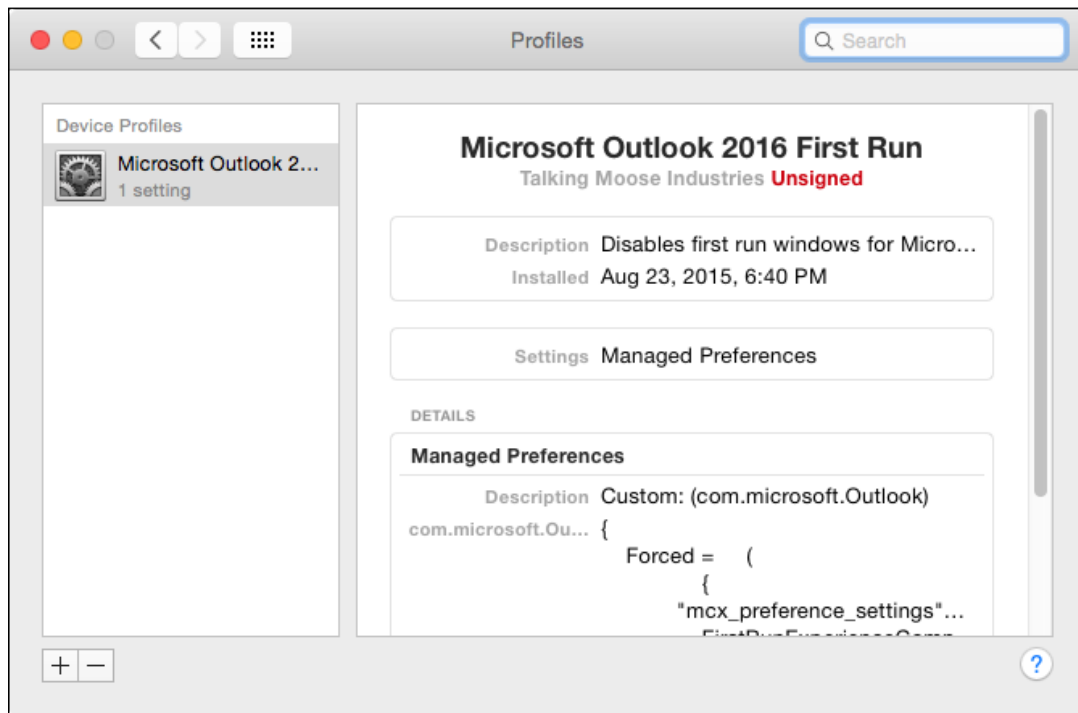 Profiles
Search
Device Profiles
Microsoft Outlook 2...
1 setting
Microsoft Outlook 2016 First Run
Talking Moose Industries Unsigned
Description Disables first run windows for Micro...
Installed Aug 23, 2015, 6:40 PM
Settings Managed Preferences
DETAILS
Managed Preferences
Description Custom: (com.microsoft.Outlook)
com.microsoft.Ou... {
Forced = (
{
"mcx_preference_settings"...
+ −
?